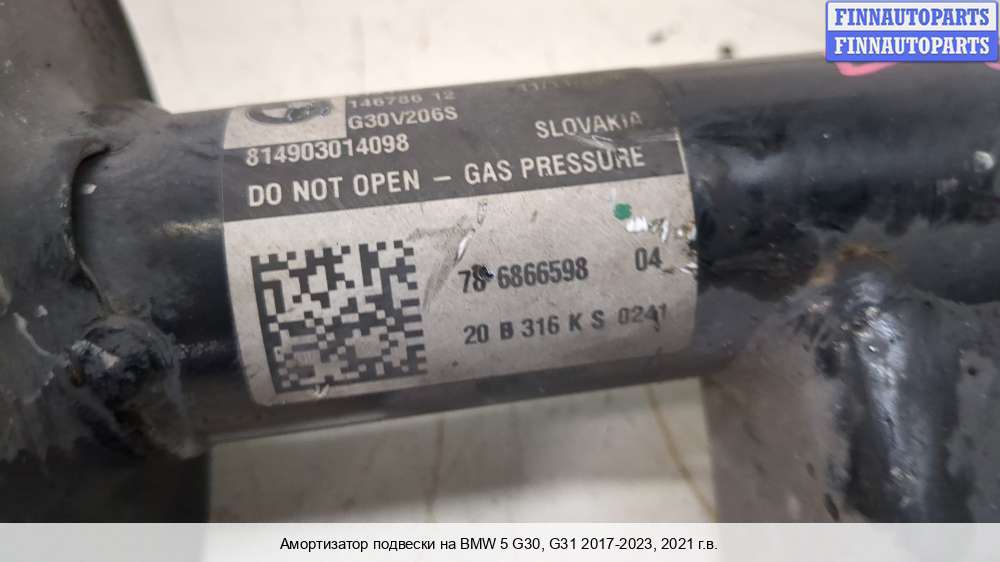 FINNAUTOPARTS
FINNAUTOPARTS
146786 12
G30V206S
SLOVAKIA
814903014098
DO NOT OPEN – GAS PRESSURE
6866598 04
20 B 316 K S 0241
Амортизатор подвески на BMW 5 G30, G31 2017-2023, 2021 г.в.